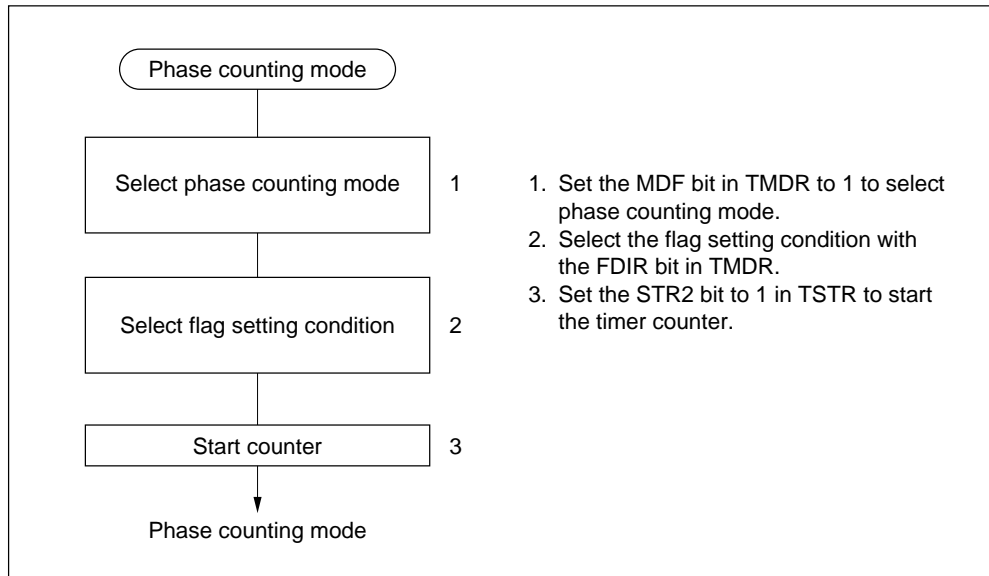 Phase counting mode
Select phase counting mode 1
Select flag setting condition 2
Start counter 3
Phase counting mode
1. Set the MDF bit in TMDR to 1 to select
phase counting mode.
2. Select the flag setting condition with
the FDIR bit in TMDR.
3. Set the STR2 bit to 1 in TSTR to start
the timer counter.